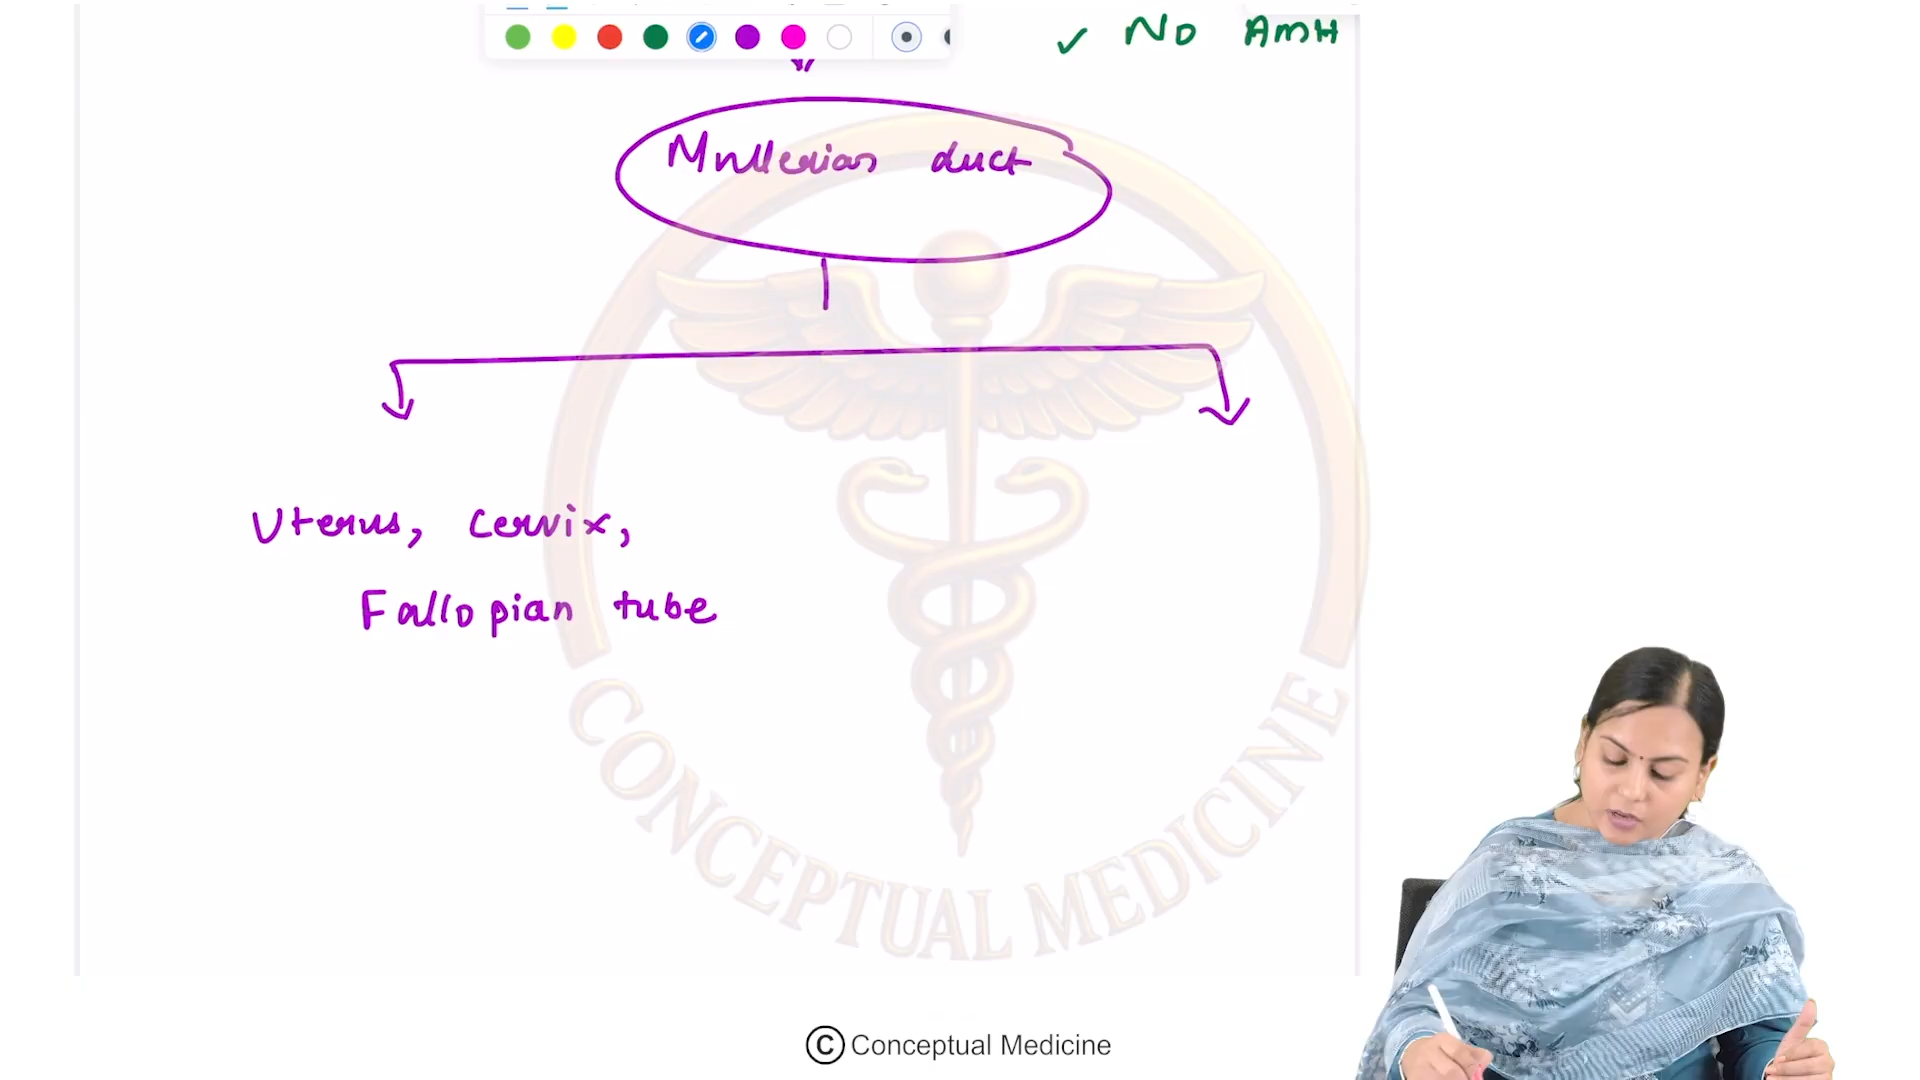 ✓ No AMH
Mullerian duct
Uterus, cervix,
Fallopian tube
CONCEPTUAL MEDICINE
© Conceptual Medicine